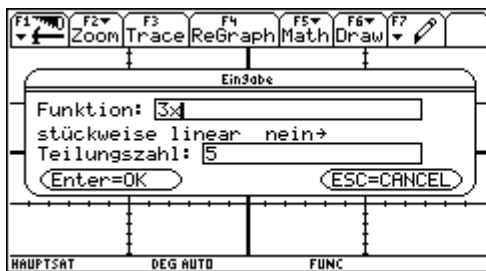 F1 F2 F3 F4 F5 F6 F7
Zoom Trace ReGraph Math Draw
Eingabe
Funktion: 3x
stückweise linear nein→
Teilungszahl: 5
Enter=OK ESC=CANCEL
HAUPTSAT DEG AUTO FUNC